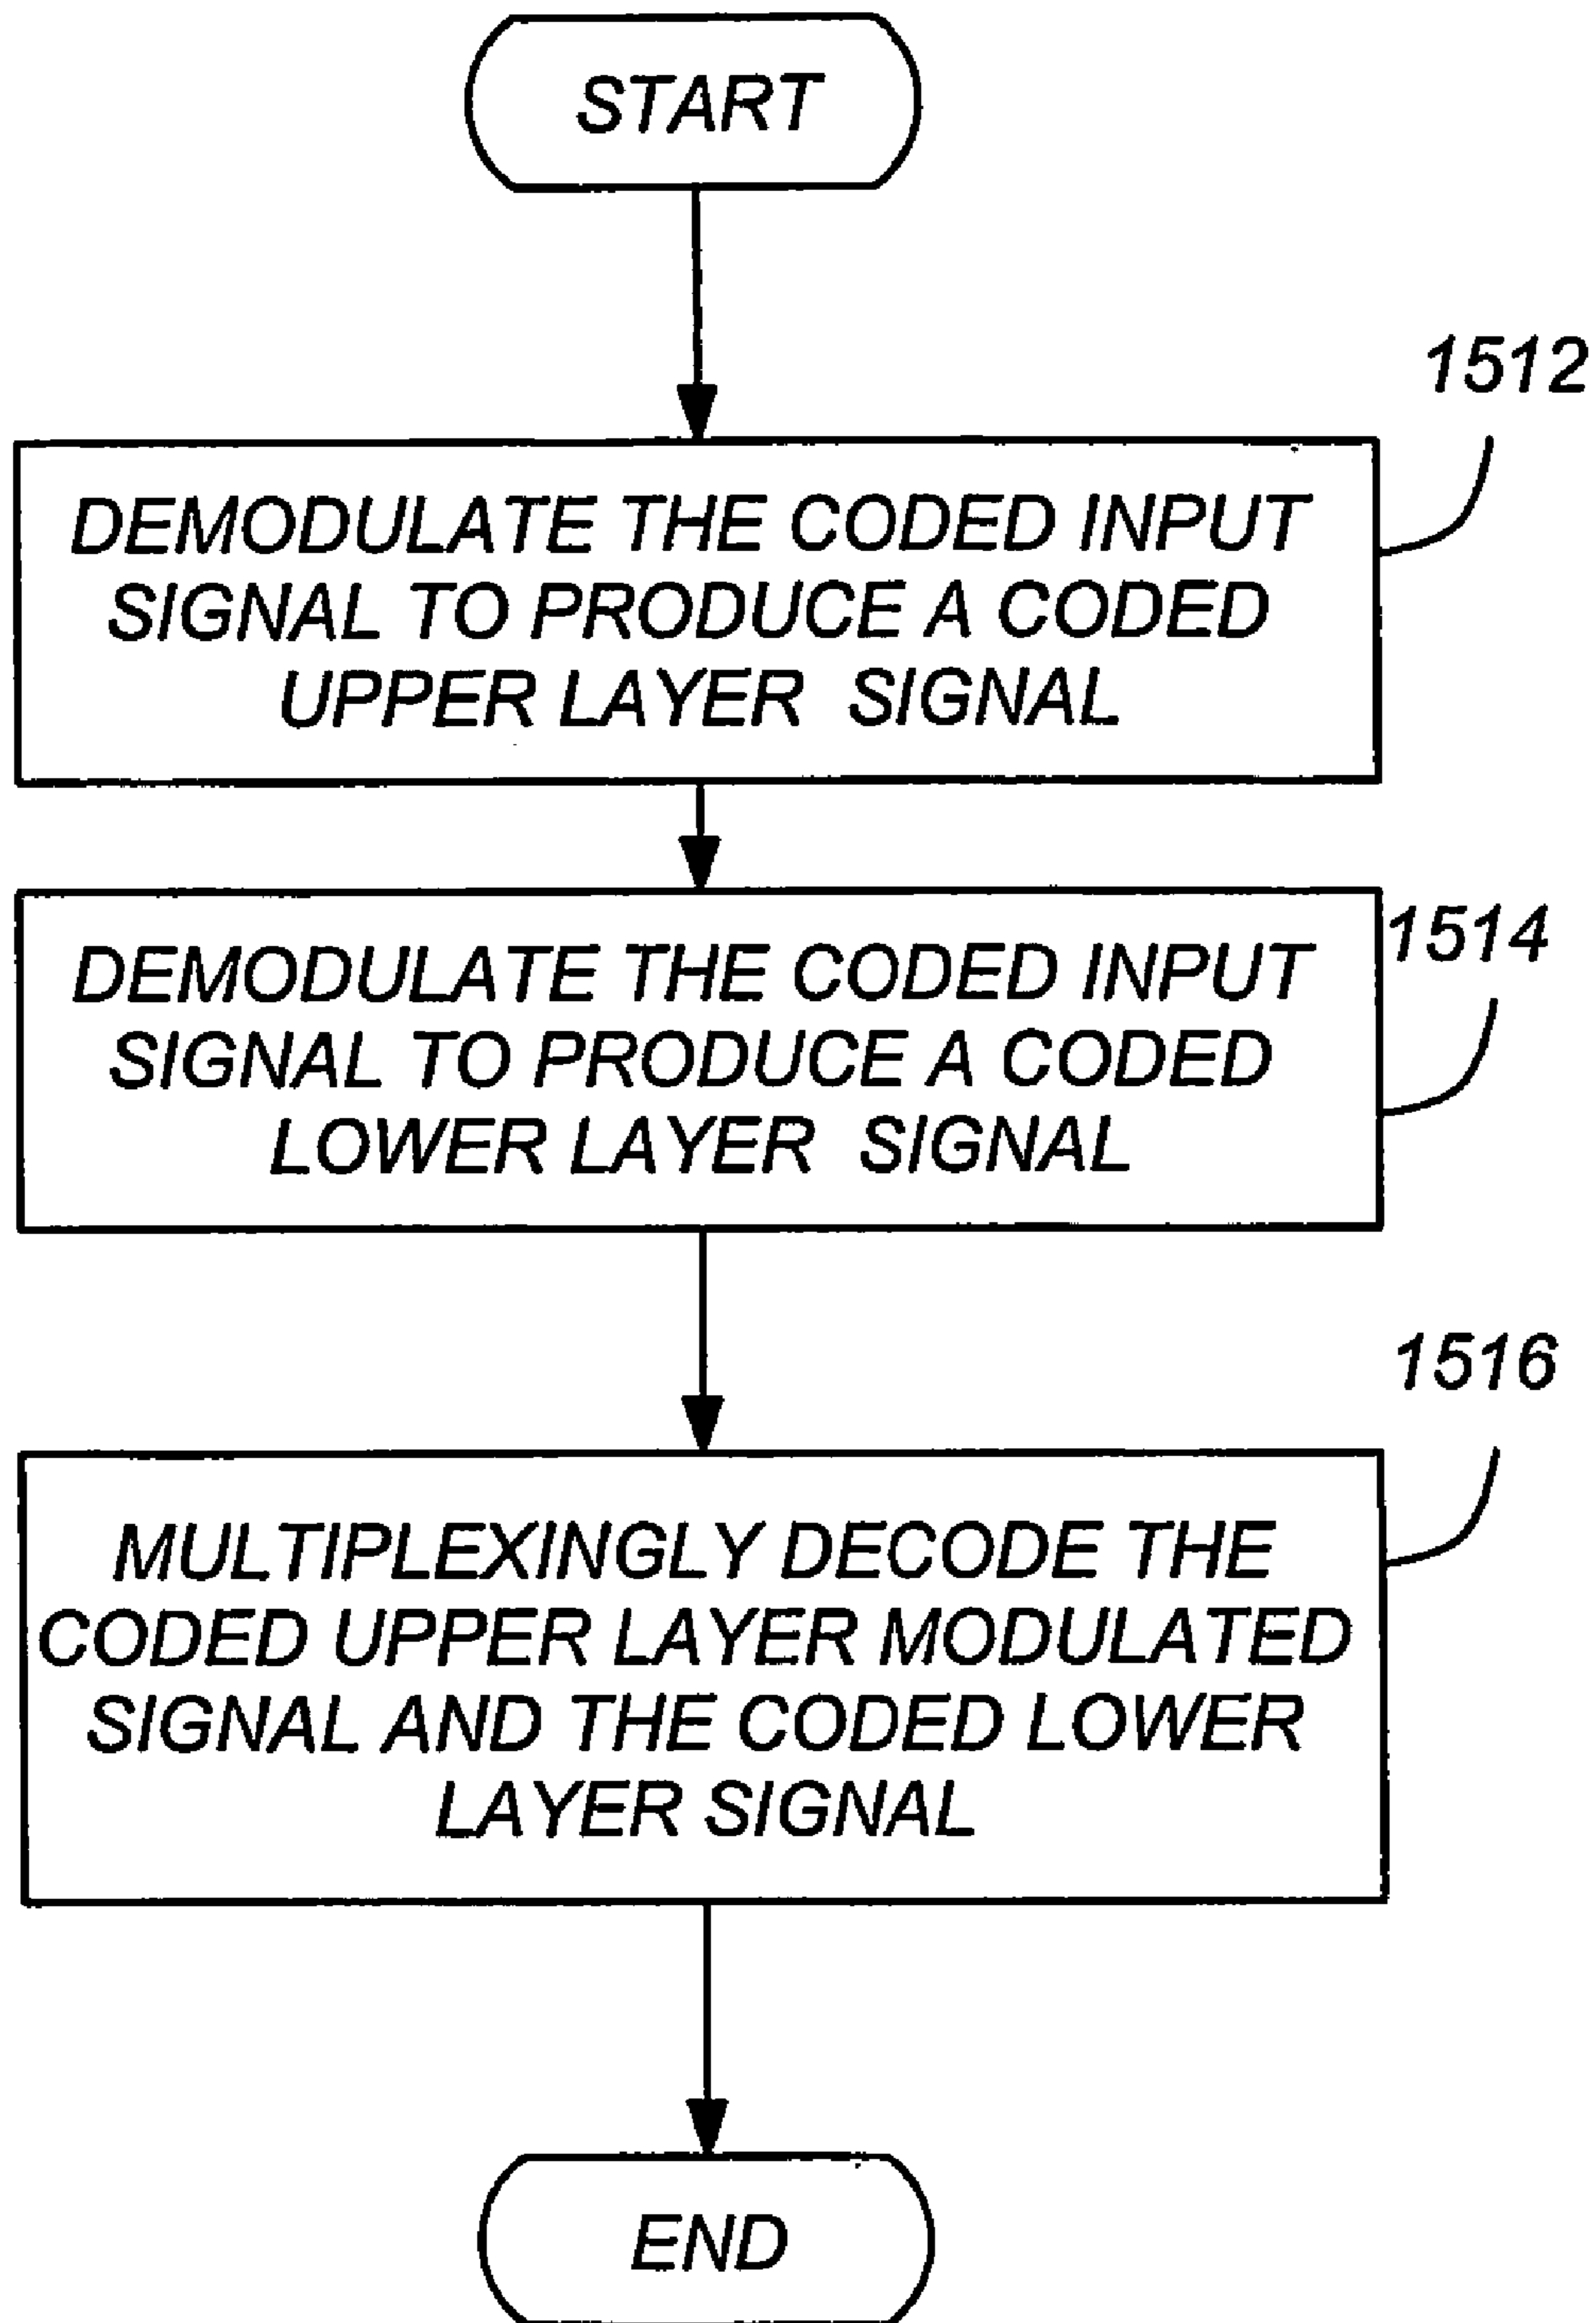 START
1512
DEMODULATE THE CODED INPUT
SIGNAL TO PRODUCE A CODED
UPPER LAYER SIGNAL
1514
DEMODULATE THE CODED INPUT
SIGNAL TO PRODUCE A CODED
LOWER LAYER SIGNAL
1516
MULTIPLEXINGLY DECODE THE
CODED UPPER LAYER MODULATED
SIGNAL AND THE CODED LOWER
LAYER SIGNAL
END